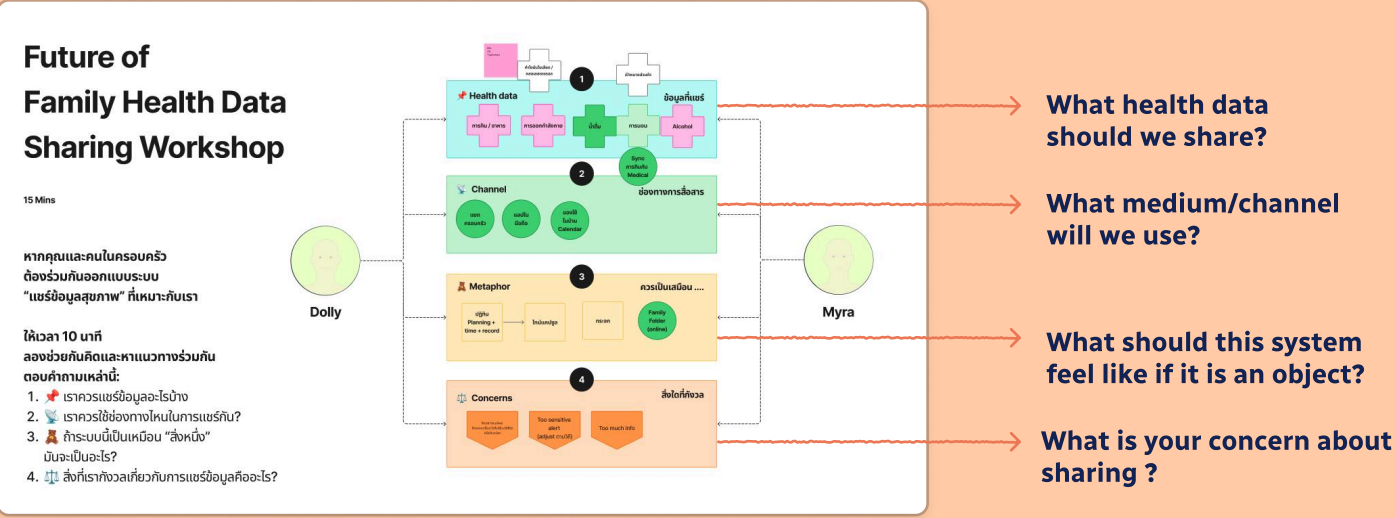 Future of
Family Health Data
Sharing Workshop
15 Mins
หากคุณและคนในครอบครัว
ต้องร่วมกันออกแบบระบบ
“แชร์ข้อมูลสุขภาพ” ที่เหมาะกับเรา
ให้เวลา 10 นาที
ลองช่วยกันคิดและหาแนวทางร่วมกัน
ตอบคำถามเหล่านี้:
1. 📌 เราควรแชร์ข้อมูลอะไรบ้าง
2. 📡 เราควรใช้ช่องทางไหนในการแชร์กัน?
3. 🧸 ถ้าระบบนี้เป็นเหมือน “สิ่งหนึ่ง”
มันจะเป็นอะไร?
4. ⚖️ สิ่งที่เรากังวลเกี่ยวกับการแชร์ข้อมูลคืออะไร?
Dolly
1
📌 Health data
ข้อมูลที่แชร์
การกิน / อาหาร
การออกกำลังกาย
น้ำดื่ม
การนอน
Alcohol
Sync
การกินกับ
Medical
2
📡 Channel
ช่องทางการสื่อสาร
แชท
ครอบครัว
แอปใน
มือถือ
ของใช้
ในบ้าน
Calendar
3
🧸 Metaphor
ควรเป็นเสมือน ....
ปฏิทิน
Planning +
time + record
ไทม์แคปซูล
กระจก
Family
Folder
(online)
4
⚖️ Concerns
สิ่งใดที่กังวล
Too sensitive
alert
(adjust ตามวิถี)
Too much info
Myra
What health data
should we share?
What medium/channel
will we use?
What should this system
feel like if it is an object?
What is your concern about
sharing ?